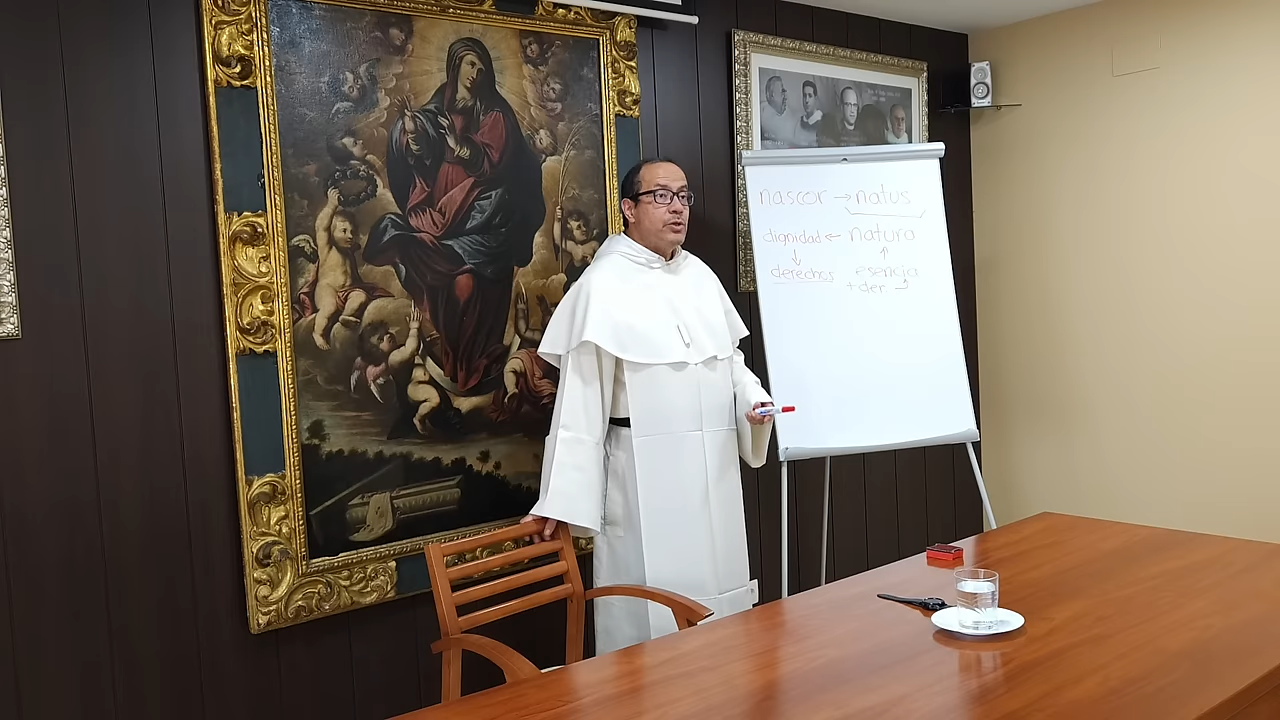 nascor → natus
dignidad ← natura
↓ ↑
derechos esencia
+ der